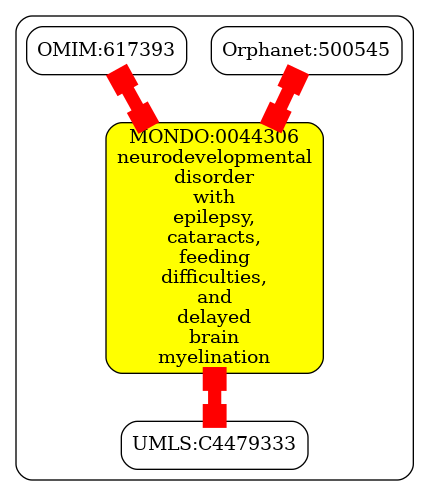 OMIM:617393
Orphanet:500545
MONDO:0044306
neurodevelopmental
disorder
with
epilepsy,
cataracts,
feeding
difficulties,
and
delayed
brain
myelination
UMLS:C4479333